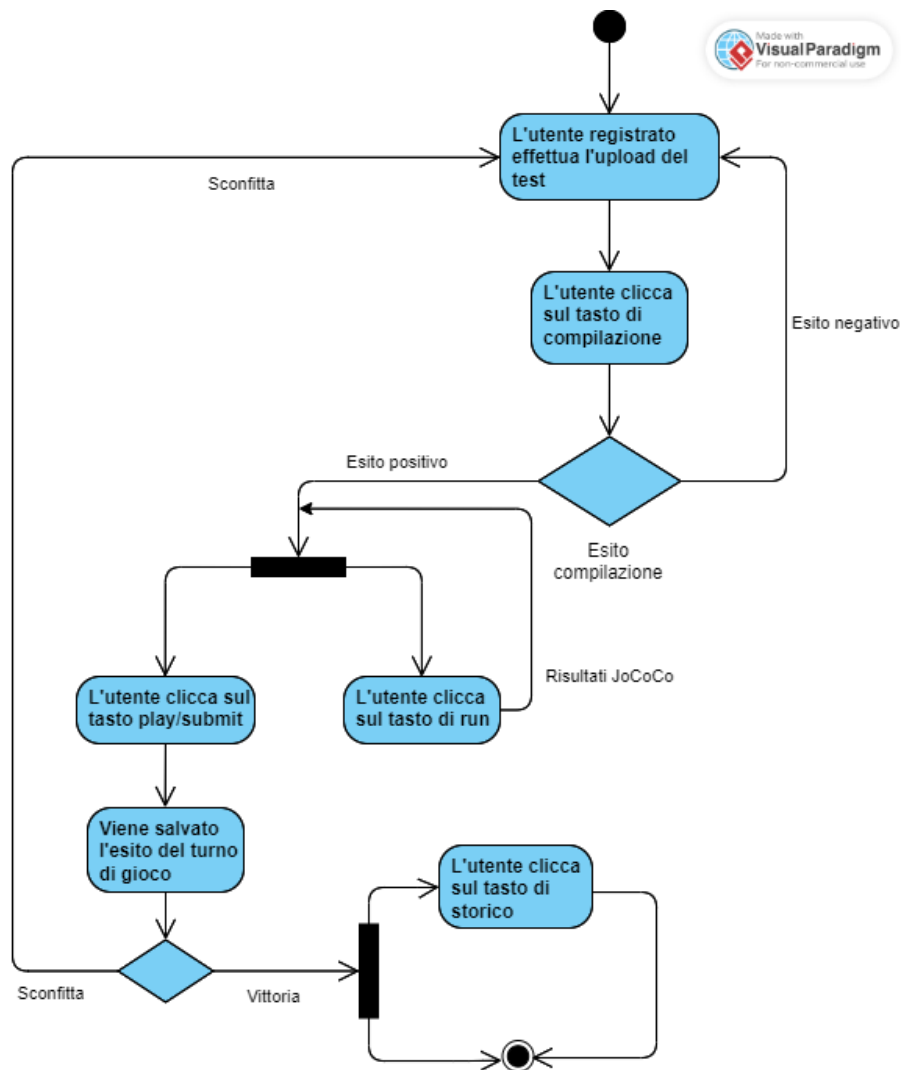 Made with
VisualParadigm
For non-commercial use
L'utente registrato
effettua l'upload del
test
Sconfitta
L'utente clicca
sul tasto di
compilazione
Esito negativo
Esito positivo
Esito
compilazione
L'utente clicca sul
tasto play/submit
L'utente clicca
sul tasto di run
Risultati JoCoCo
Viene salvato
l'esito del turno
di gioco
L'utente clicca
sul tasto di
storico
Sconfitta
Vittoria